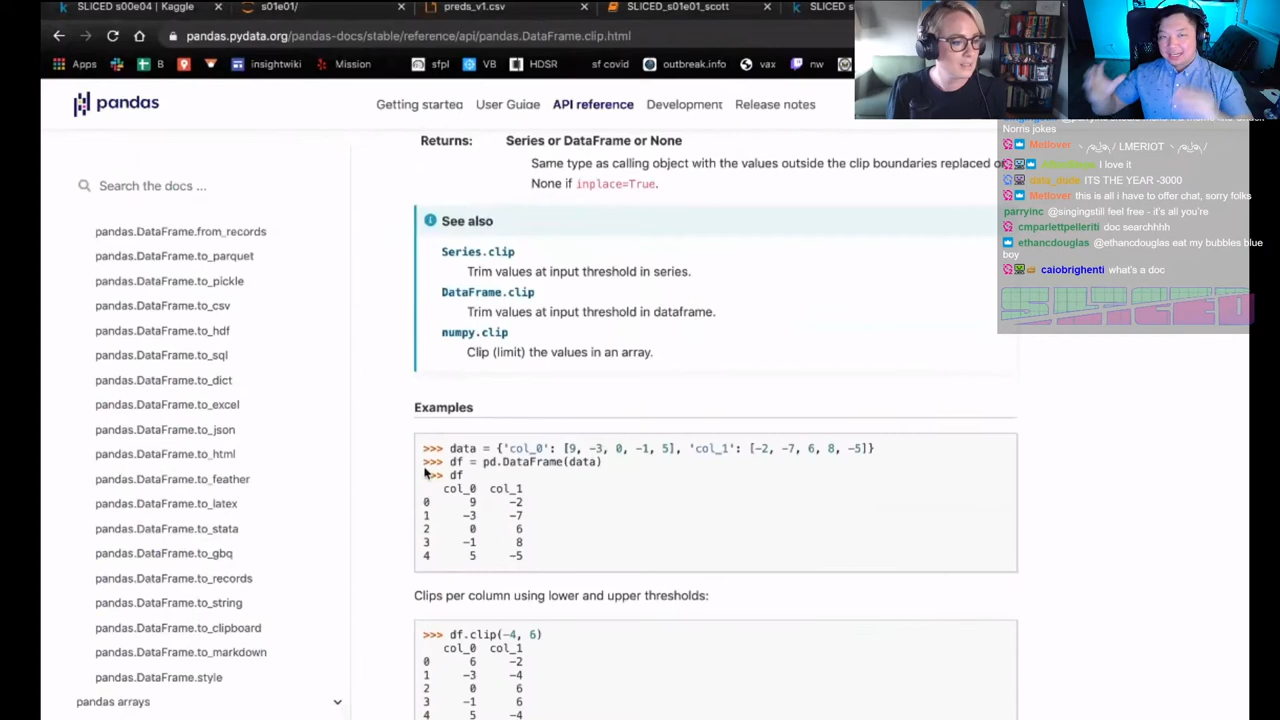 SLICED s00e04 | Kaggle
s01e01/
preds_v1.csv
SLICED_s01e01_scott
SLICED
pandas.pydata.org/pandas-docs/stable/reference/api/pandas.DataFrame.clip.html
Apps
B
insightwiki
Mission
sfpl
VB
HDSR
sf covid
outbreak.info
vax
nw
pandas
Getting started
User Guide
API reference
Development
Release notes
Search the docs ...
pandas.DataFrame.from_records
pandas.DataFrame.to_parquet
pandas.DataFrame.to_pickle
pandas.DataFrame.to_csv
pandas.DataFrame.to_hdf
pandas.DataFrame.to_sql
pandas.DataFrame.to_dict
pandas.DataFrame.to_excel
pandas.DataFrame.to_json
pandas.DataFrame.to_html
pandas.DataFrame.to_feather
pandas.DataFrame.to_latex
pandas.DataFrame.to_stata
pandas.DataFrame.to_gbq
pandas.DataFrame.to_records
pandas.DataFrame.to_string
pandas.DataFrame.to_clipboard
pandas.DataFrame.to_markdown
pandas.DataFrame.style
pandas arrays
Returns: Series or DataFrame or None
Same type as calling object with the values outside the clip boundaries replaced or
None if inplace=True.
See also
Series.clip
Trim values at input threshold in series.
DataFrame.clip
Trim values at input threshold in dataframe.
numpy.clip
Clip (limit) the values in an array.
Examples
>>> data = {'col_0': [9, -3, 0, -1, 5], 'col_1': [-2, -7, 6, 8, -5]}
>>> df = pd.DataFrame(data)
>>> df
col_0 col_1
0 9 -2
1 -3 -7
2 0 6
3 -1 8
4 5 -5
Clips per column using lower and upper thresholds:
>>> df.clip(-4, 6)
col_0 col_1
0 6 -2
1 -3 -4
2 0 6
3 -1 6
4 5 -4
Norris jokes
Metlover LMERIOT
I love it
data_dode ITS THE YEAR -3000
Metlover this is all i have to offer chat, sorry folks
parryinc @singingstill feel free - it's all you're
cmparlettpelleriti doc searchhhh
ethancdouglas @ethancdouglas eat my bubbles blue
boy
caiobrighenti what's a doc
SLICED